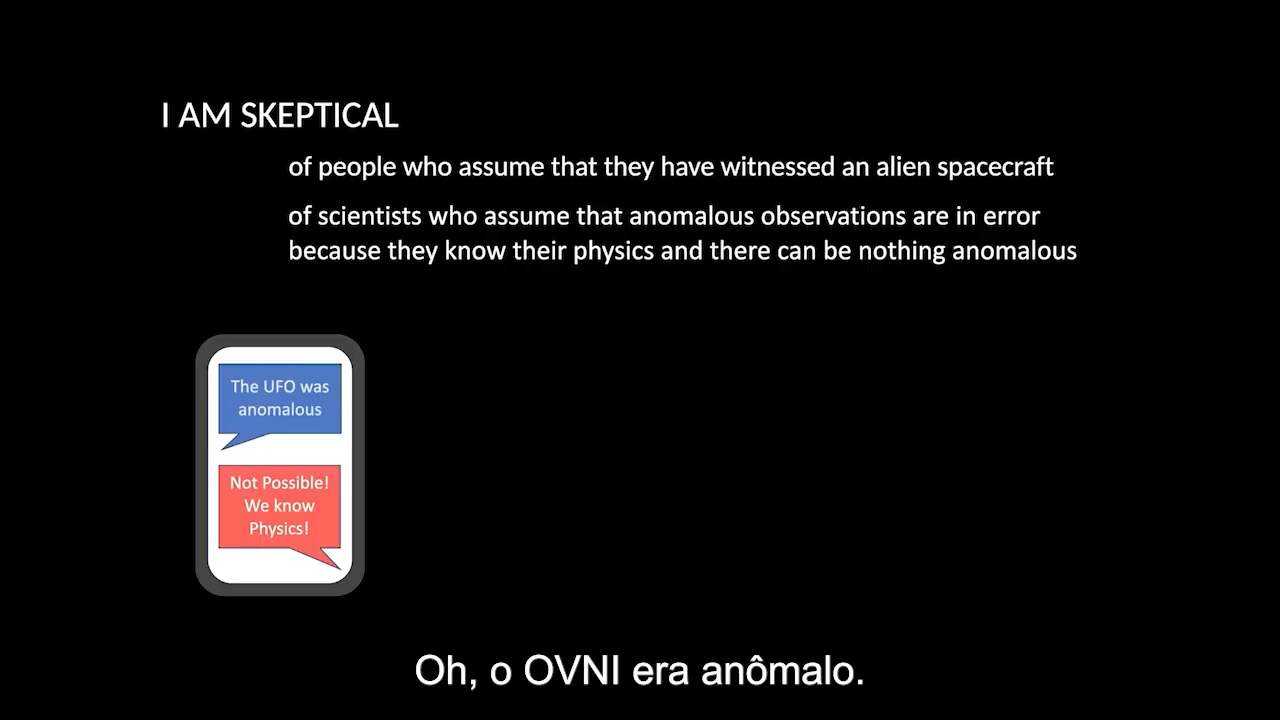 I AM SKEPTICAL
of people who assume that they have witnessed an alien spacecraft
of scientists who assume that anomalous observations are in error
because they know their physics and there can be nothing anomalous
The UFO was
anomalous
Not Possible!
We know
Physics!
Oh, o OVNI era anômalo.